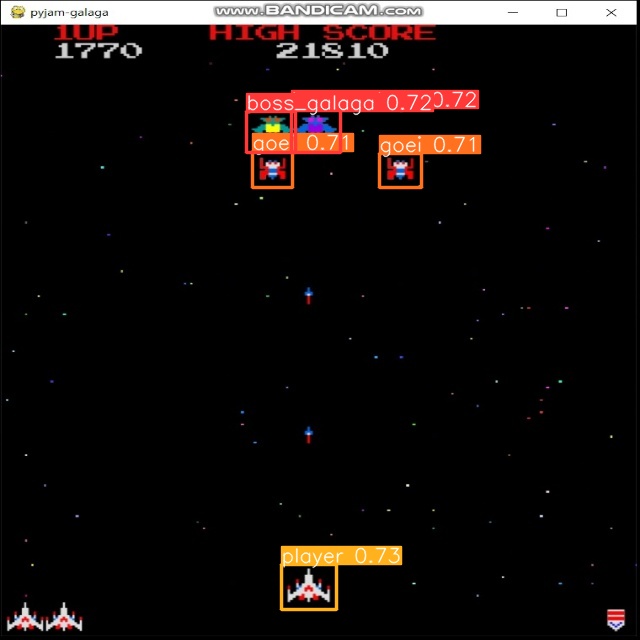 pyjam-galaga
www.BANDICAM.com
1UP HIGH SCORE
1770 21810
boss_galaga 0.72 0.72
goei 0.71 goei 0.71
player 0.73